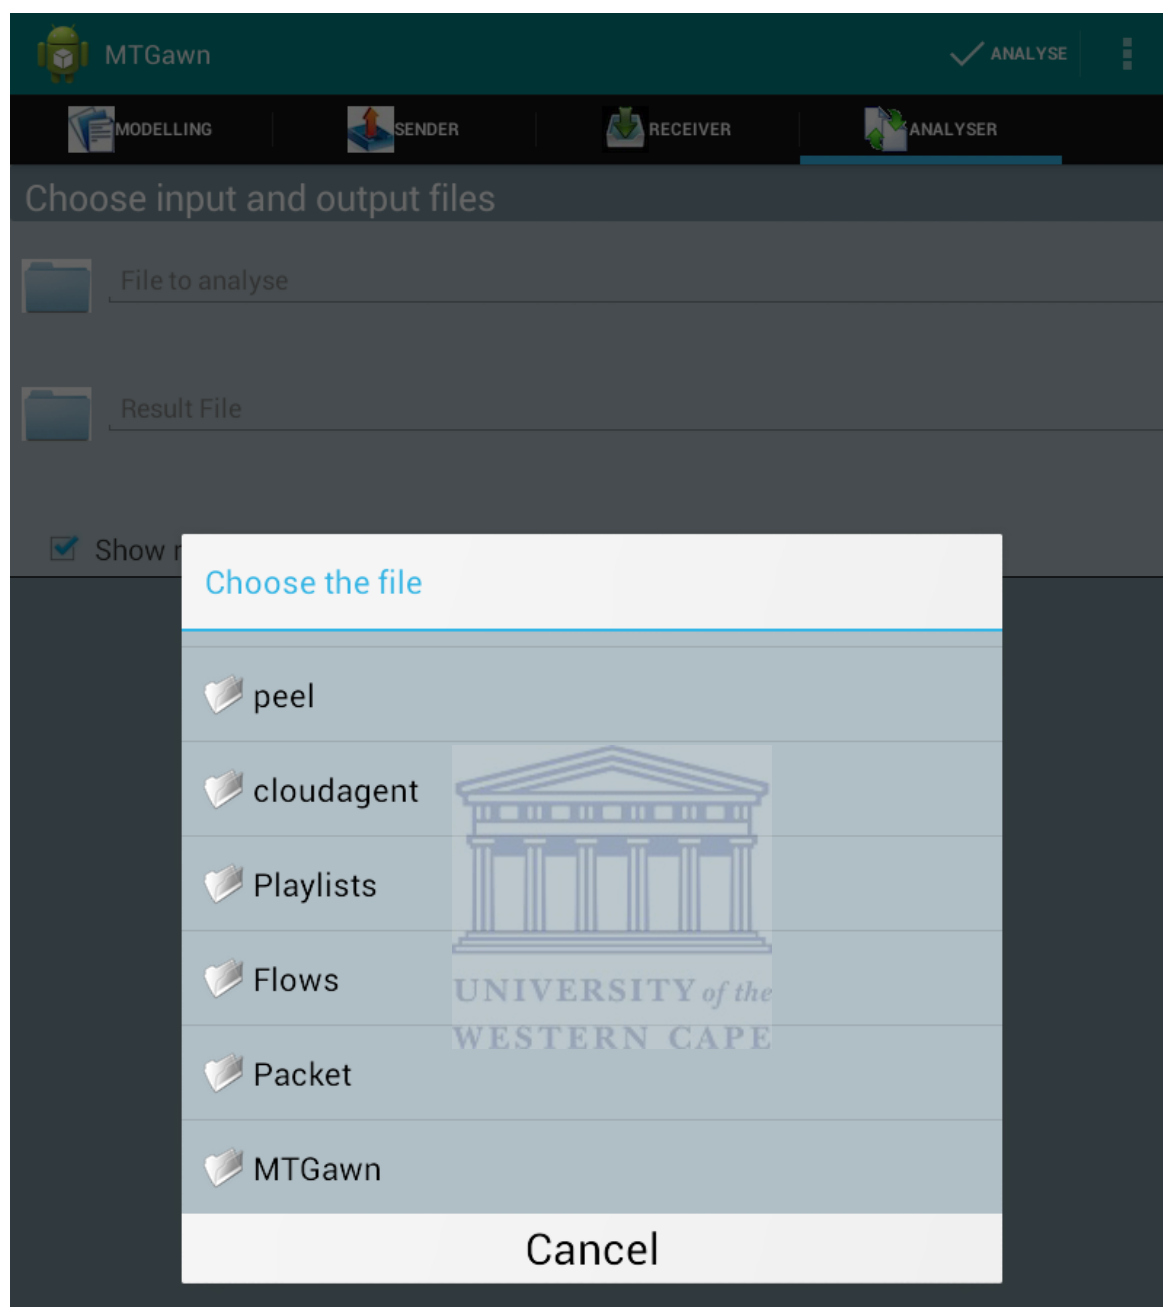 MTGawn
ANALYSE
MODELLING
SENDER
RECEIVER
ANALYSER
Choose input and output files
File to analyse
Result File
Show
Choose the file
peel
cloudagent
Playlists
Flows
UNIVERSITY of the
WESTERN CAPE
Packet
MTGawn
Cancel